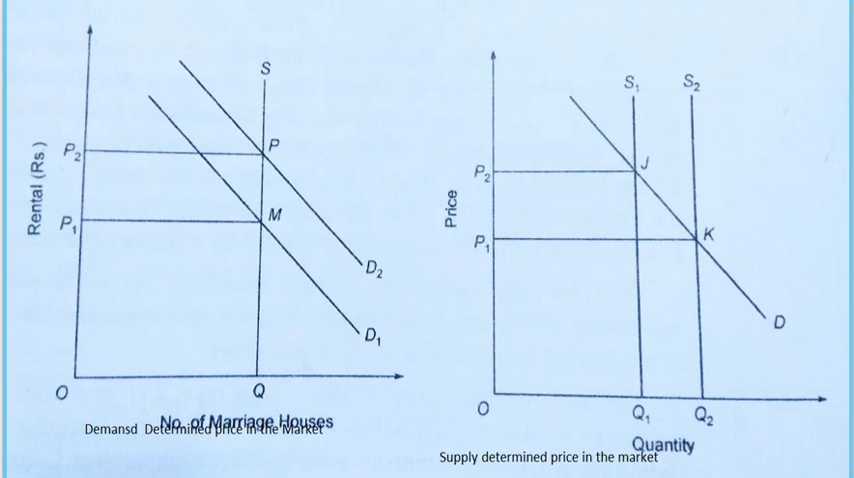 S
P2
P
P1
M
D2
D1
Rental (Rs.)
O
Q
No. of Marriage Houses
Demansd Determined price in the Market
S1
S2
P2
J
P1
K
D
Price
O
Q1
Q2
Quantity
Supply determined price in the market